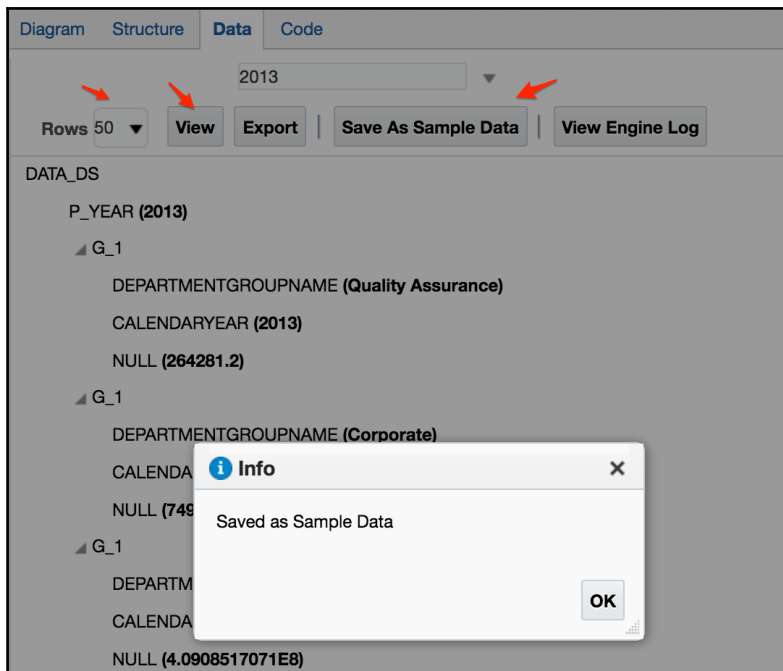 Diagram Structure Data Code
2013
Rows 50 View Export Save As Sample Data View Engine Log
DATA_DS
P_YEAR (2013)
G_1
DEPARTMENTGROUPNAME (Quality Assurance)
CALENDARYEAR (2013)
NULL (264281.2)
G_1
DEPARTMENTGROUPNAME (Corporate)
CALENDA
NULL (749
G_1
DEPARTM
CALENDA
NULL (4.0908517071E8)
Info
Saved as Sample Data
OK